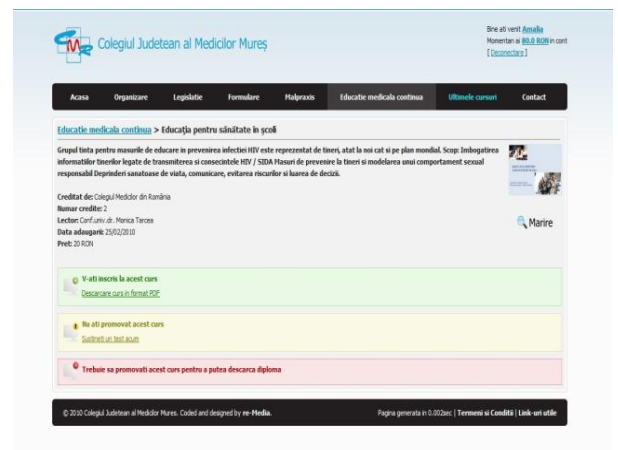 Colegiul Judetean al Medicilor Mureș
Bine ati venit Amalia
Momentan ai 80.0 RON in cont
[ Deconectare ]
Acasa Organizare Legislatie Formulare Malpraxis Educatie medicala continua Ultimele cursuri Contact
Educatie medicala continua > Educația pentru sănătate în școli
Grupul tinta pentru masurile de educare in prevenirea infectiei HIV este reprezentat de tineri, atat la noi cat si pe plan mondial. Scop: Imbogatirea
informatiilor tinerilor legate de transmiterea si consecintele HIV / SIDA Masuri de prevenire la tineri si modelarea unui comportament sexual
responsabil Deprinderi sanatoase de viata, comunicare, evitarea riscurilor si luarea de decizii.
Creditat de: Colegiul Medicilor din România
Numar credite: 2
Lector: Conf.univ.dr. Monica Tarcea
Data adaugarii: 25/02/2010
Pret: 20 RON
Marire
V-ati inscris la acest curs
Descarcare curs in format PDF
Nu ati promovat acest curs
Sustineti un test acum
Trebuie sa promovati acest curs pentru a putea descarca diploma
© 2010 Colegiul Judetean al Medicilor Mures. Coded and designed by re-Media.
Pagina generata in 0.002sec | Termeni si Conditii | Link-uri utile